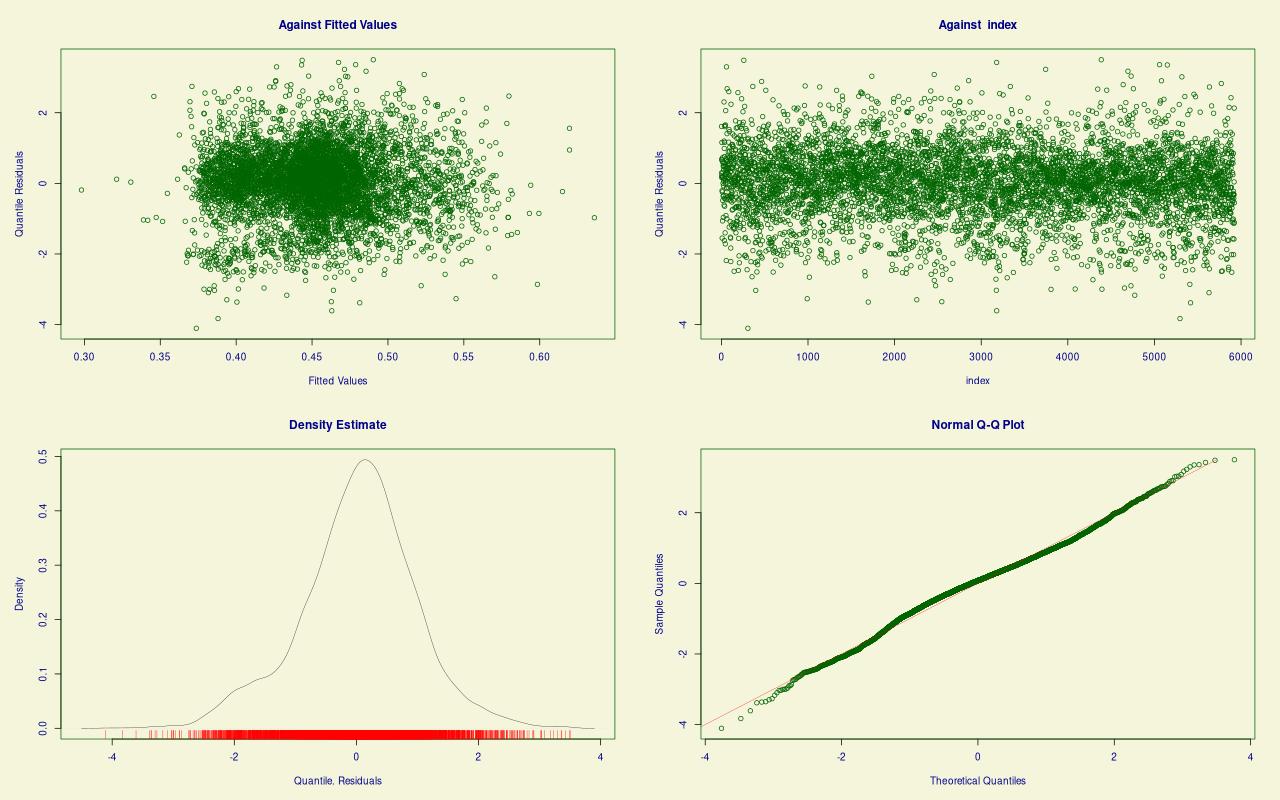 Against Fitted Values
Quantile Residuals
-4 -2 0 2
0.30 0.35 0.40 0.45 0.50 0.55 0.60
Fitted Values
Against index
Quantile Residuals
-4 -2 0 2
0 1000 2000 3000 4000 5000 6000
index
Density Estimate
Density
0.0 0.1 0.2 0.3 0.4 0.5
-4 -2 0 2 4
Quantile. Residuals
Normal Q-Q Plot
Sample Quantiles
-4 -2 0 2
-4 -2 0 2 4
Theoretical Quantiles